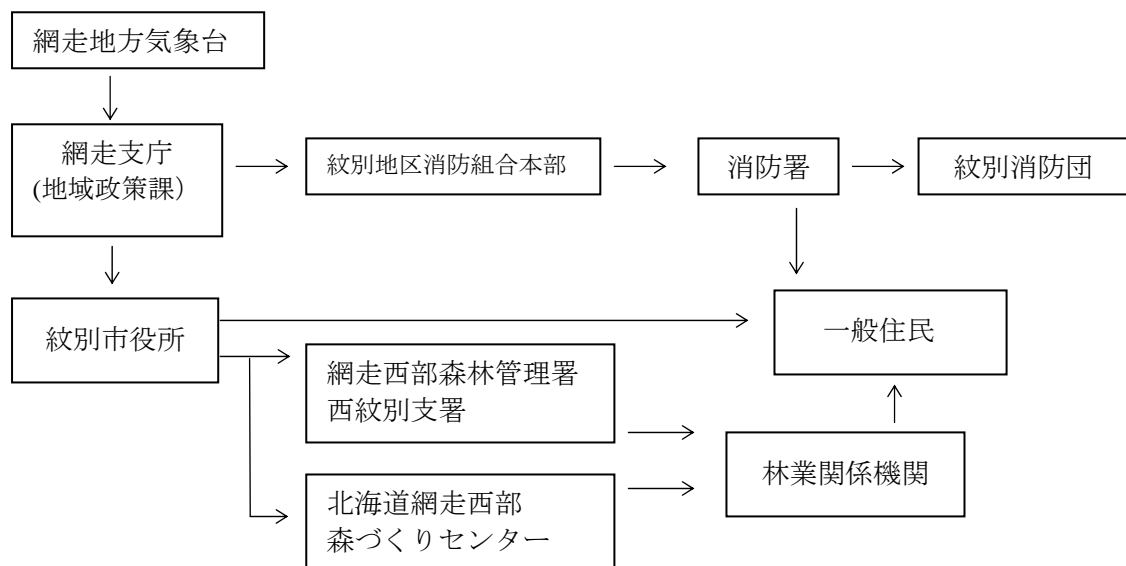 網走地方気象台
網走支庁
(地域政策課）
紋別地区消防組合本部
消防署
紋別消防団
紋別市役所
一般住民
網走西部森林管理署
西紋別支署
林業関係機関
北海道網走西部
森づくりセンター